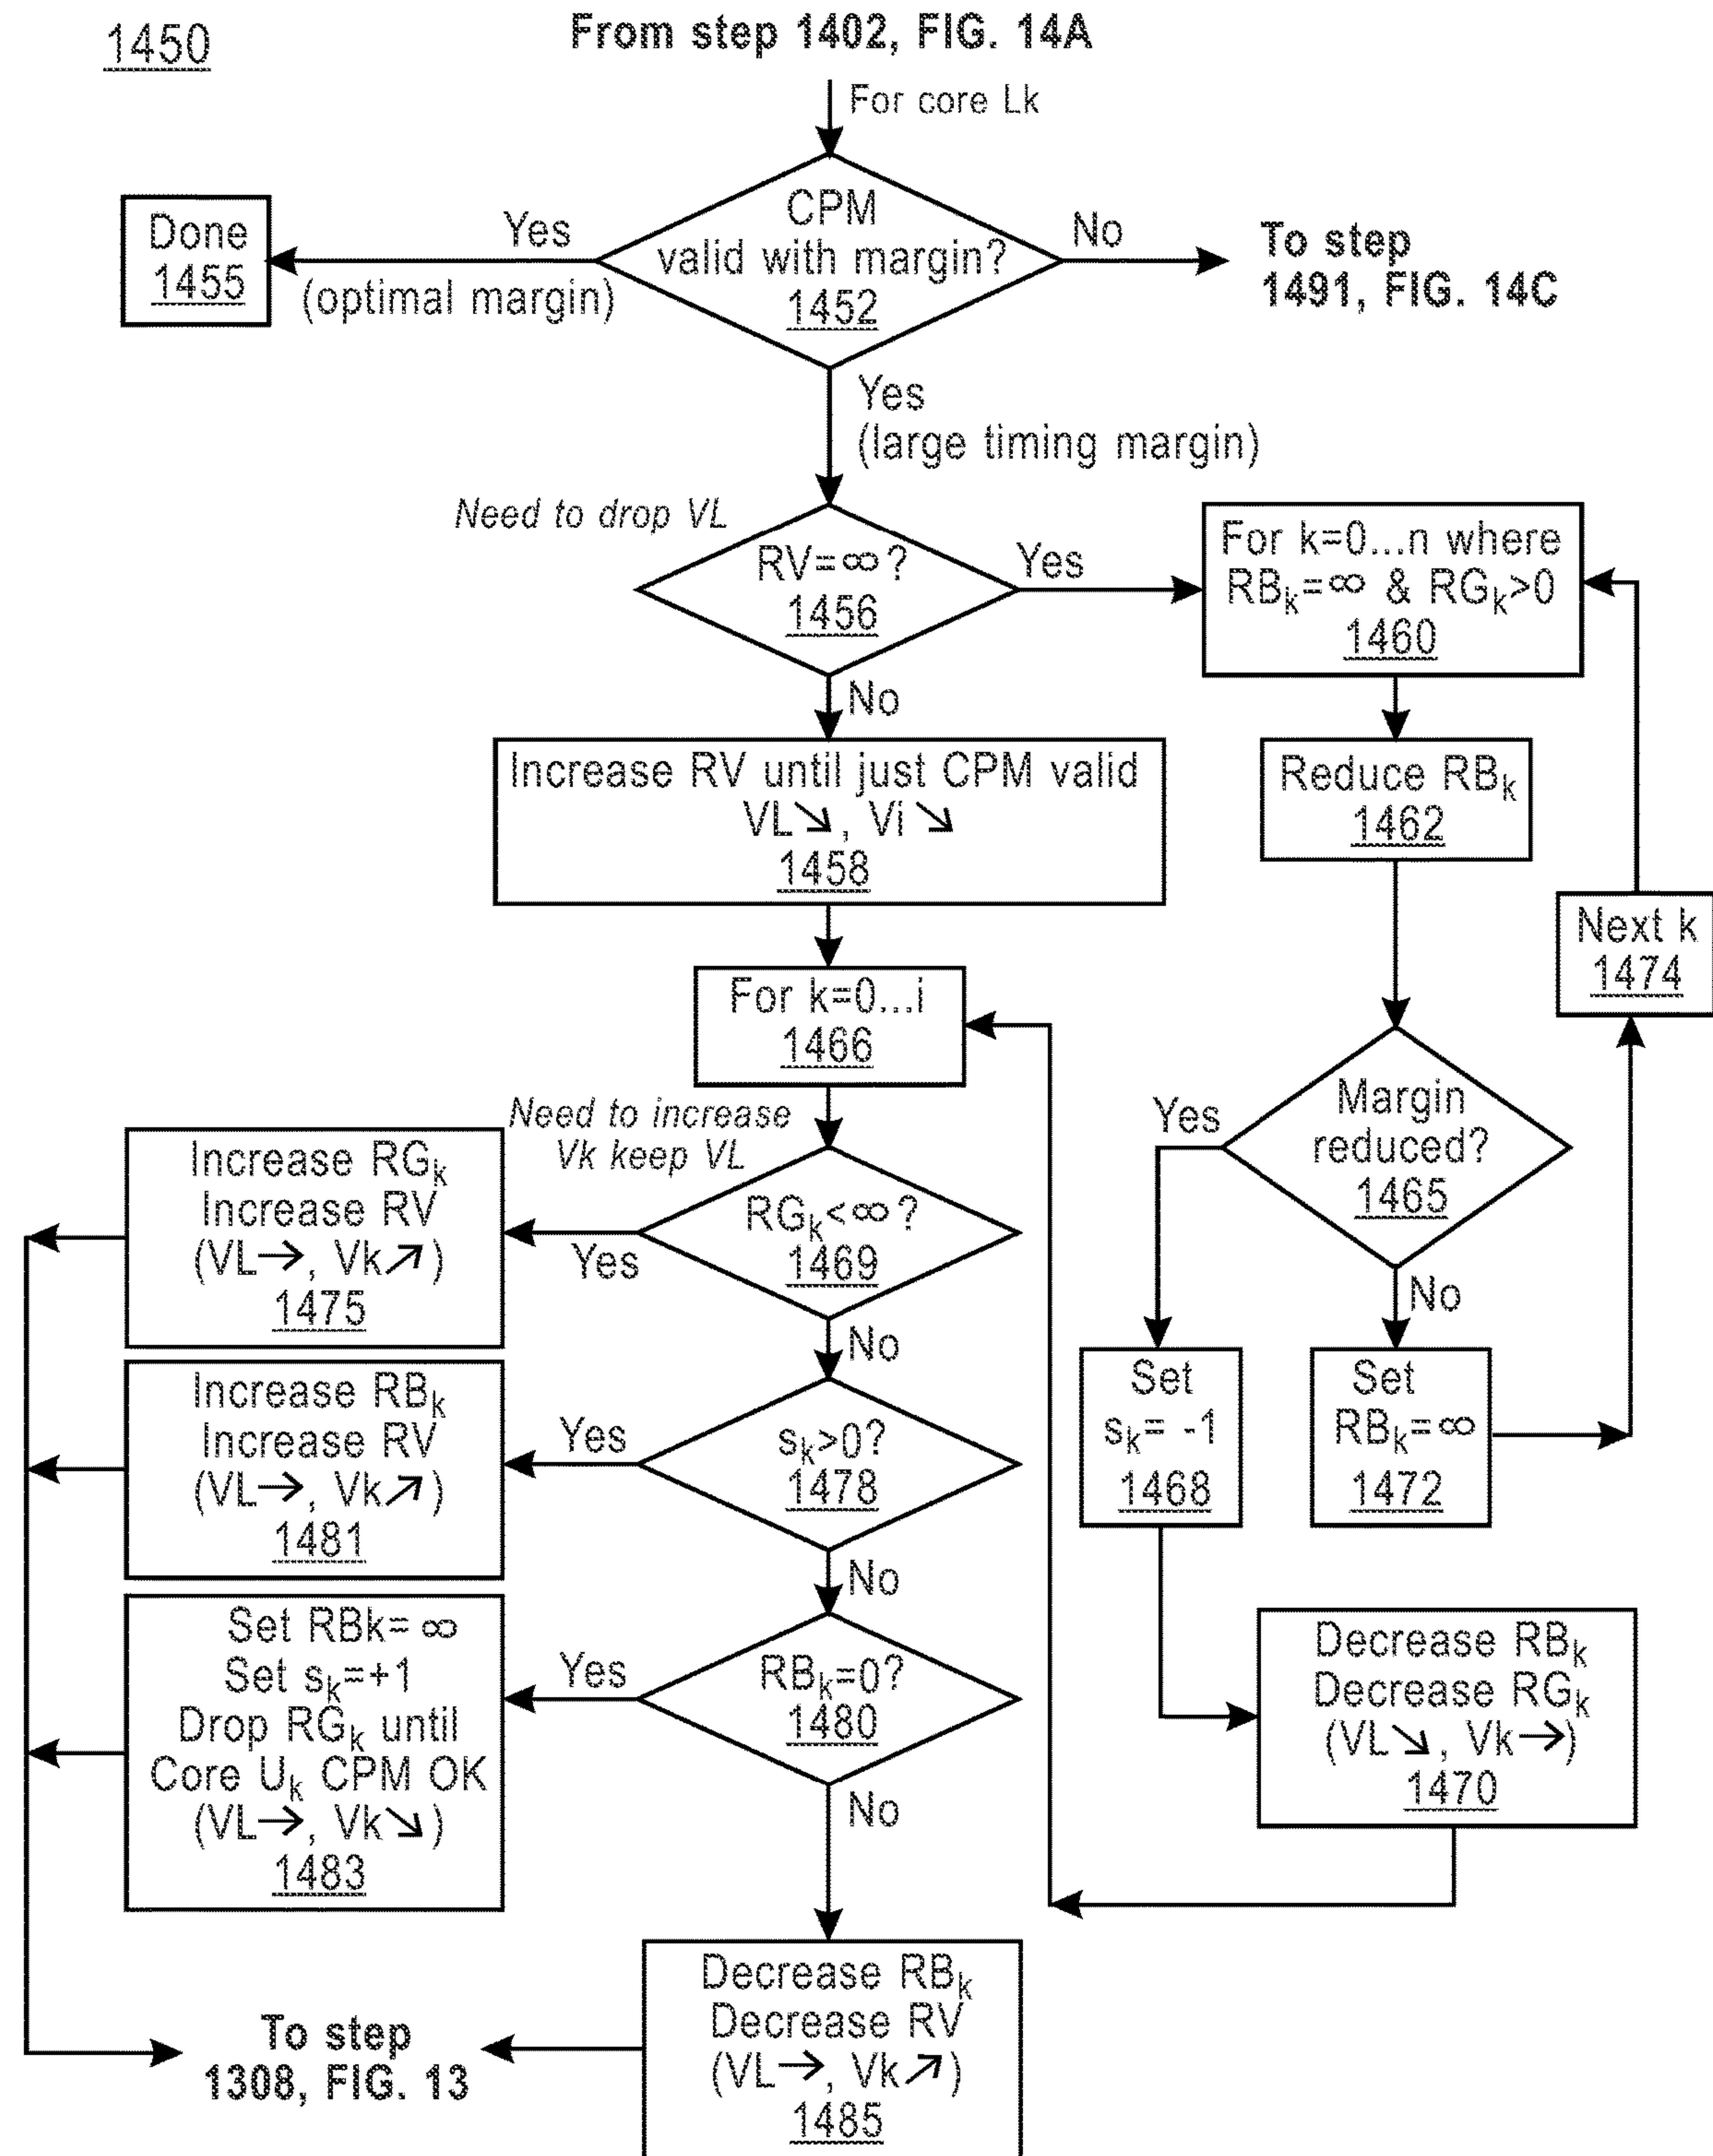 1450
From step 1402, FIG. 14A
For core Lk
CPM
valid with margin?
1452
Yes
(optimal margin)
Done
1455
No
To step
1491, FIG. 14C
Yes
(large timing margin)
Need to drop VL
RV=∞?
1456
Yes
For k=0...n where
RBk=∞ & RGk>0
1460
No
Increase RV until just CPM valid
VL↘, Vi↘
1458
Reduce RBk
1462
Next k
1474
For k=0...i
1466
Margin
reduced?
1465
Yes
No
Need to increase
Vk keep VL
RGk<∞?
1469
Yes
Increase RGk
Increase RV
(VL→, Vk↗)
1475
No
Set
sk= -1
1468
Set
RBk=∞
1472
sk>0?
1478
Yes
Increase RBk
Increase RV
(VL→, Vk↗)
1481
No
RBk=0?
1480
Yes
Set RBk=∞
Set sk=+1
Drop RGk until
Core Uk CPM OK
(VL→, Vk↘)
1483
Decrease RBk
Decrease RGk
(VL↘, Vk→)
1470
No
Decrease RBk
Decrease RV
(VL→, Vk↗)
1485
To step
1308, FIG. 13